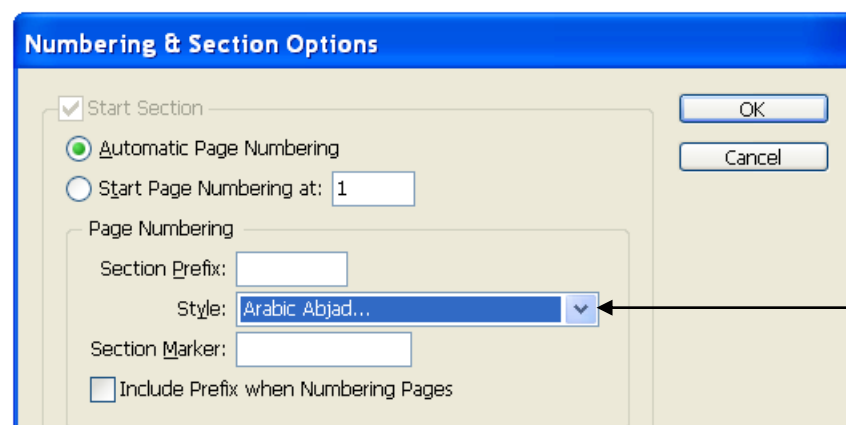 Numbering & Section Options
Start Section
OK
Automatic Page Numbering
Cancel
Start Page Numbering at: 1
Page Numbering
Section Prefix:
Style: Arabic Abjad...
Section Marker:
Include Prefix when Numbering Pages